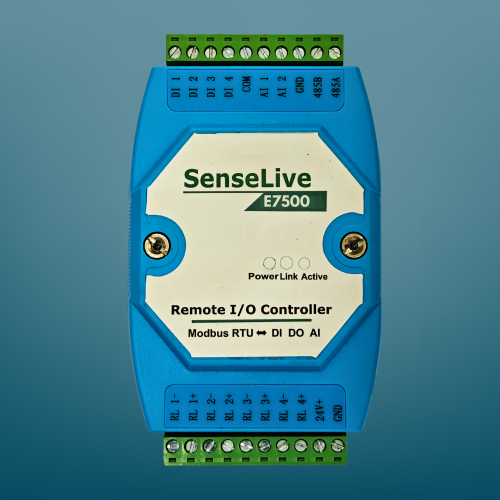 DI 1 DI 2 DI 3 DI 4 COM AI 1 AI 2 GND 485B 485A
SenseLive
E7500
Power Link Active
Remote I/O Controller
Modbus RTU ⬌ DI DO AI
RL 1- RL 1+ RL 2- RL 2+ RL 3- RL 3+ RL 4- RL 4+ 24V+ GND